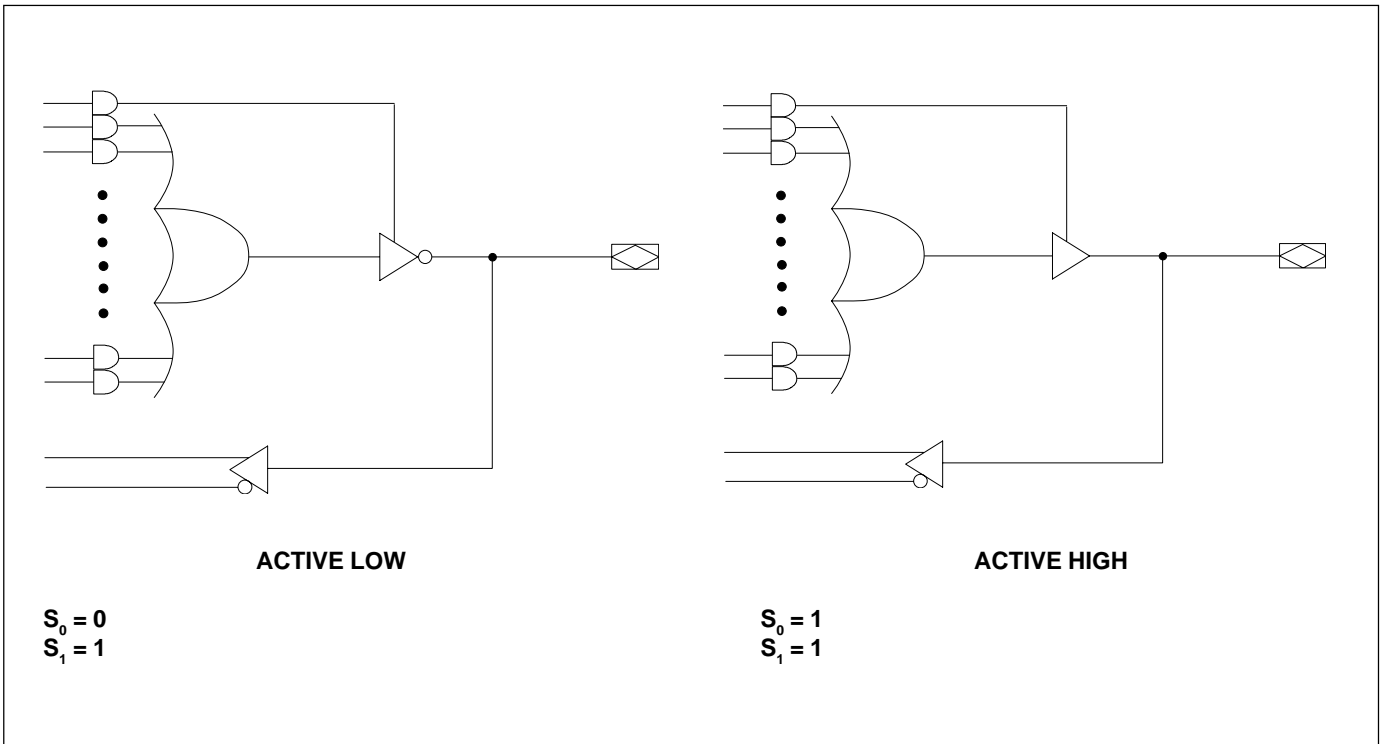 ACTIVE LOW
ACTIVE HIGH
S₀ = 0
S₁ = 1
S₀ = 1
S₁ = 1